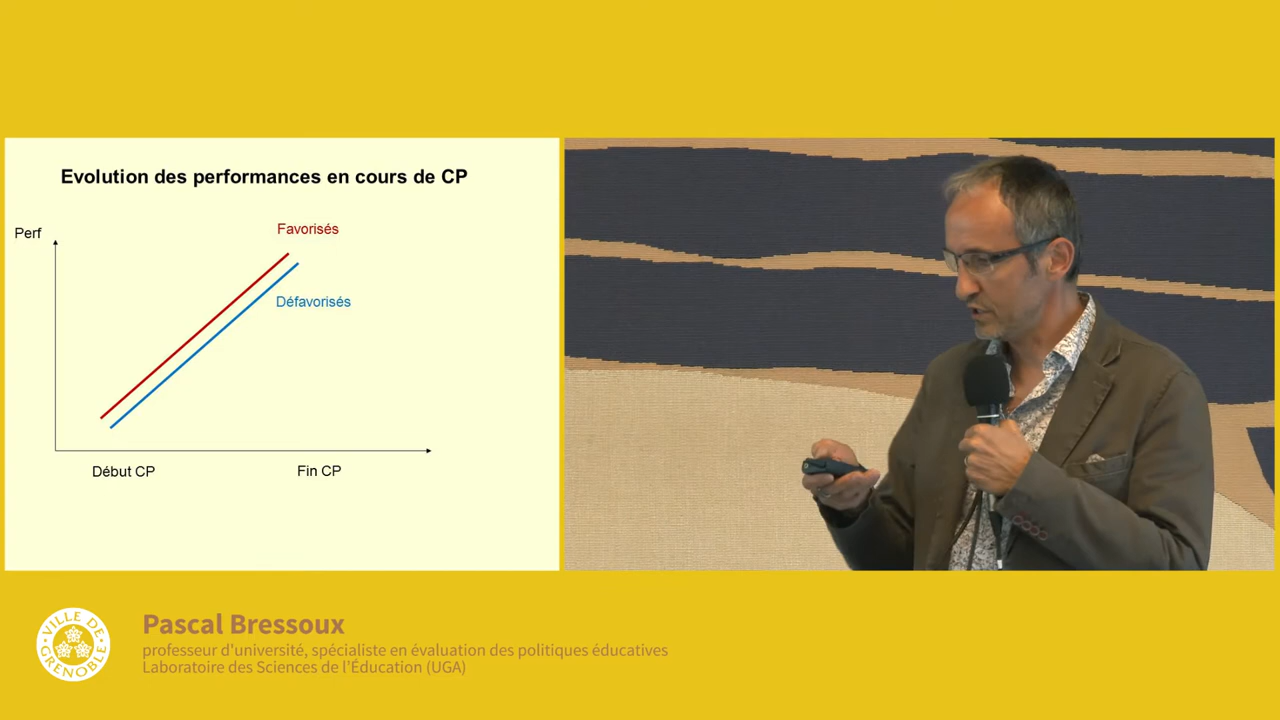 Evolution des performances en cours de CP
Perf
Favorisés
Défavorisés
Début CP
Fin CP
VILLE DE
GRENOBLE
Pascal Bressoux
professeur d'université, spécialiste en évaluation des politiques éducatives
Laboratoire des Sciences de l'Éducation (UGA)